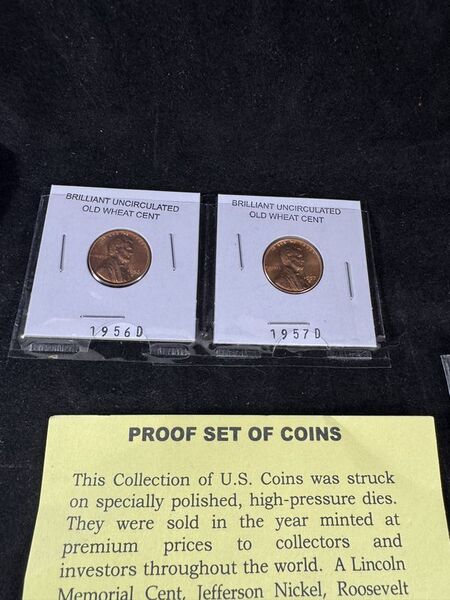 BRILLIANT UNCIRCULATED
OLD WHEAT CENT
1956 D
BRILLIANT UNCIRCULATED
OLD WHEAT CENT
1957 D
PROOF SET OF COINS
This Collection of U.S. Coins was struck
on specially polished, high-pressure dies.
They were sold in the year minted at
premium prices to collectors and
investors throughout the world. A Lincoln
Memorial Cent, Jefferson Nickel, Roosevelt